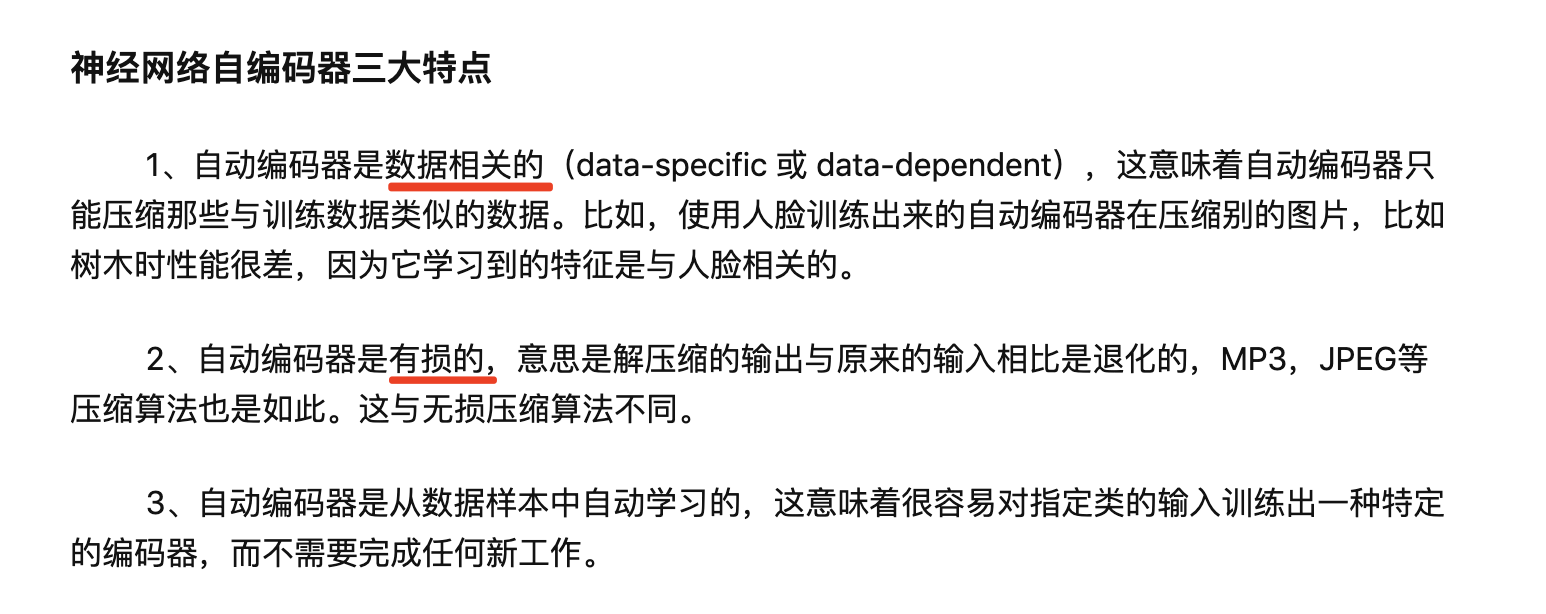 神经网络自编码器三大特点
1、自动编码器是数据相关的（data-specific 或 data-dependent），这意味着自动编码器只
能压缩那些与训练数据类似的数据。比如，使用人脸训练出来的自动编码器在压缩别的图片，比如
树木时性能很差，因为它学习到的特征是与人脸相关的。
2、自动编码器是有损的，意思是解压缩的输出与原来的输入相比是退化的，MP3，JPEG等
压缩算法也是如此。这与无损压缩算法不同。
3、自动编码器是从数据样本中自动学习的，这意味着很容易对指定类的输入训练出一种特定
的编码器，而不需要完成任何新工作。